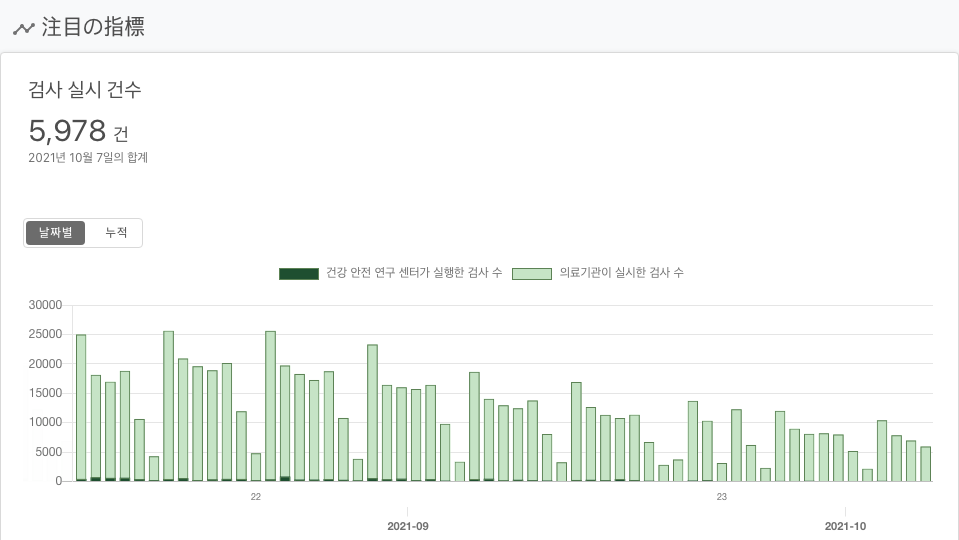 注目の指標
검사 실시 건수
5,978 건
2021년 10월 7일의 합계
날짜별 누적
건강 안전 연구 센터가 실행한 검사 수 의료기관이 실시한 검사 수
30000
25000
20000
15000
10000
5000
0
22 23
2021-09 2021-10